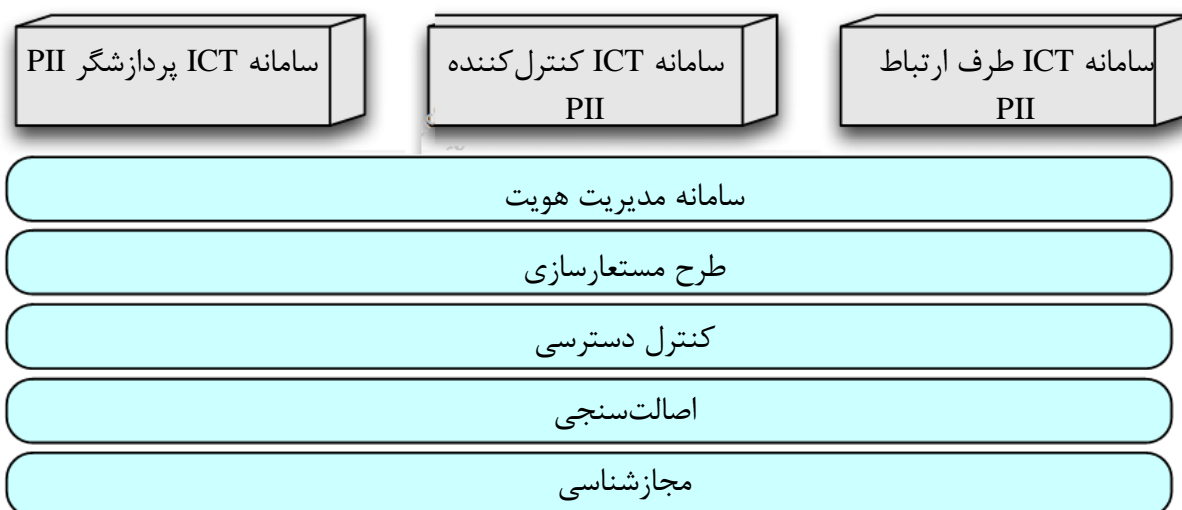 سامانه ICT طرف ارتباط
PII
سامانه ICT کنترل‌کننده
PII
سامانه ICT پردازشگر PII
سامانه مدیریت هویت
طرح مستعارسازی
کنترل دسترسی
اصالت‌سنجی
مجازشناسی